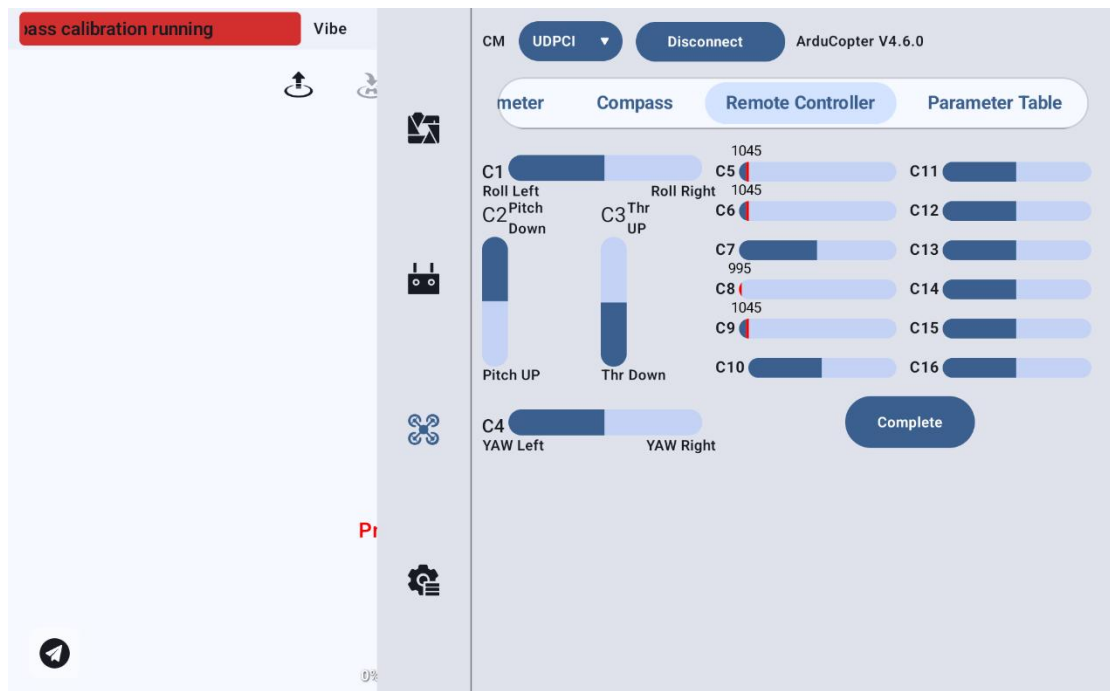 pass calibration running
Vibe
CM UDPCI Disconnect ArduCopter V4.6.0
meter Compass Remote Controller Parameter Table
C1
Roll Left Roll Right
C2 Pitch Down
Pitch UP
C3 Thr UP
Thr Down
C4
YAW Left YAW Right
1045
C5
1045
C6
C7
995
C8
1045
C9
C10
C11
C12
C13
C14
C15
C16
Complete
Pr
0%